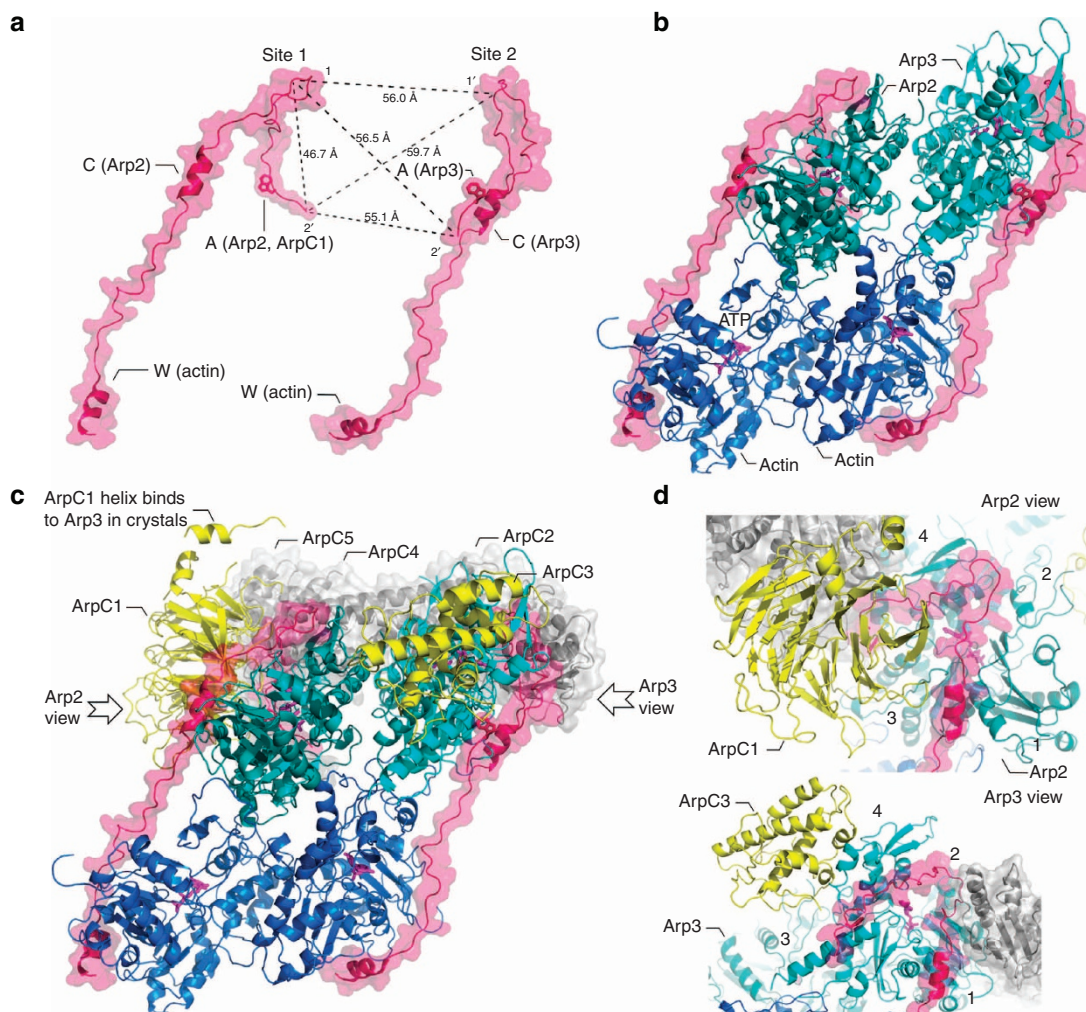 a
Site 1
Site 2
1
1′
56.0 Å
56.5 Å
46.7 Å
59.7 Å
C (Arp2)
A (Arp3)
55.1 Å
2′
2′
A (Arp2, ArpC1)
C (Arp3)
W (actin)
W (actin)
b
Arp3
Arp2
ATP
Actin
Actin
c
ArpC1 helix binds
to Arp3 in crystals
ArpC5
ArpC4
ArpC2
ArpC3
ArpC1
Arp2
view
Arp3
view
d
Arp2 view
4
2
3
ArpC1
1
Arp2
Arp3 view
ArpC3
4
2
Arp3
3
1